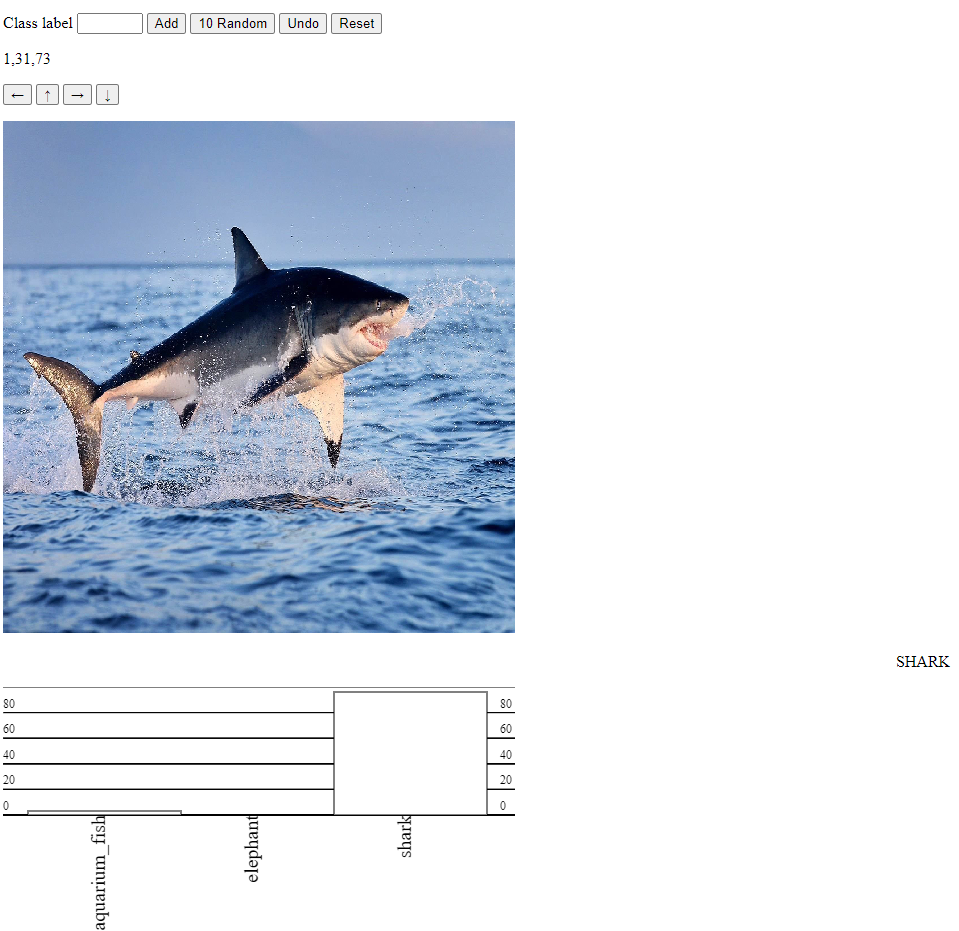 Class label Add 10 Random Undo Reset
1,31,73
← ↑ → ↓
SHARK
80 80
60 60
40 40
20 20
0 0
aquarium_fish elephant shark